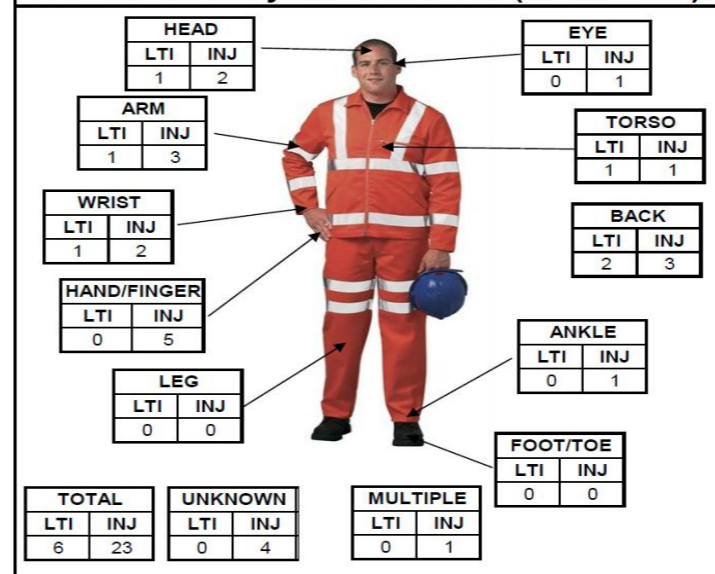 HEAD
LTI INJ
1 2
EYE
LTI INJ
0 1
ARM
LTI INJ
1 3
TORSO
LTI INJ
1 1
WRIST
LTI INJ
1 2
BACK
LTI INJ
2 3
HAND/FINGER
LTI INJ
0 5
ANKLE
LTI INJ
0 1
LEG
LTI INJ
0 0
FOOT/TOE
LTI INJ
0 0
TOTAL
LTI INJ
6 23
UNKNOWN
LTI INJ
0 4
MULTIPLE
LTI INJ
0 1